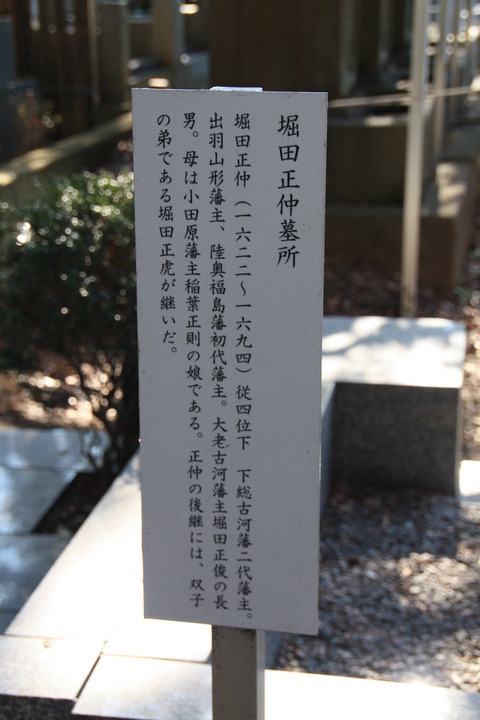 堀田正仲墓所
堀田正仲（一六二二～一六九四）従四位下　下総古河藩二代藩主。
出羽山形藩主、陸奥福島藩初代藩主。大老古河藩主堀田正俊の長
男。母は小田原藩主稲葉正則の娘である。正仲の後継には、双子
の弟である堀田正虎が継いだ。